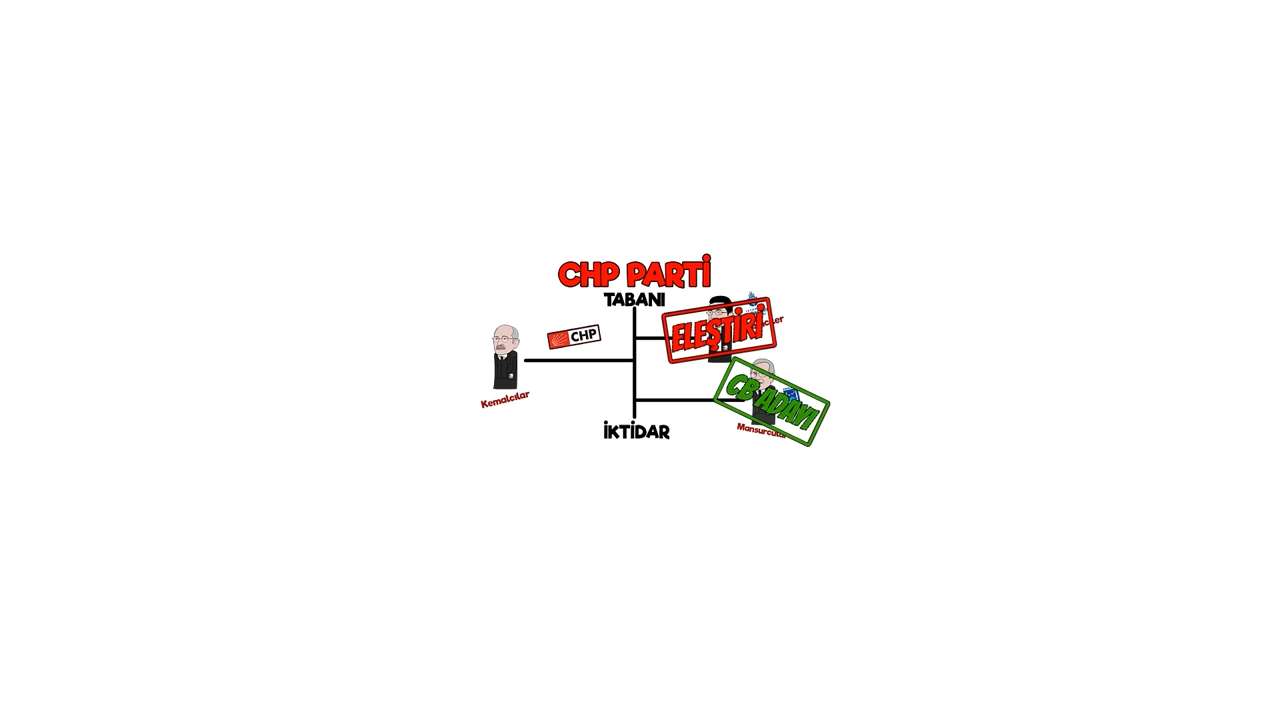 CHP PARTİ
TABANI
CHP
ELEŞTİRİ
Kemalcılar
CB ADAYI
Mansurcular
İKTİDAR